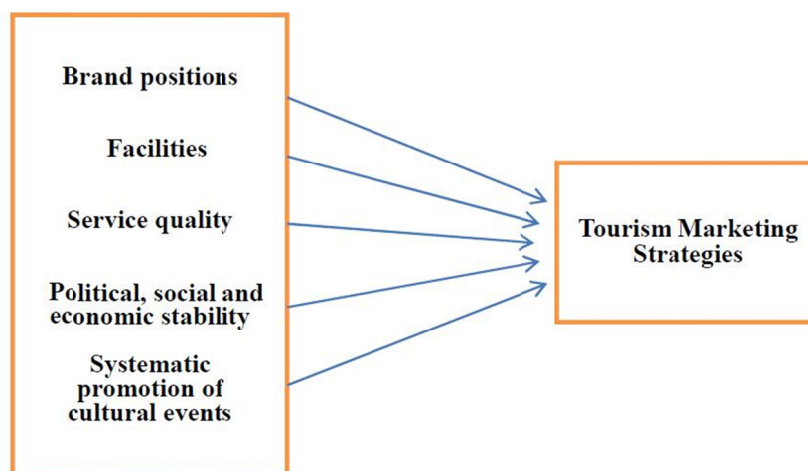 Brand positions
Facilities
Service quality
Political, social and
economic stability
Systematic
promotion of
cultural events
Tourism Marketing
Strategies